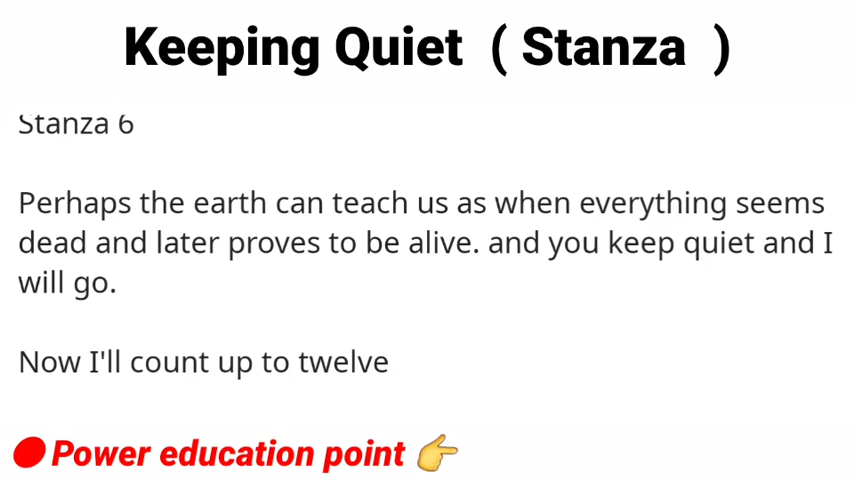 Keeping Quiet ( Stanza )
Stanza 6
Perhaps the earth can teach us as when everything seems
dead and later proves to be alive. and you keep quiet and I
will go.
Now I'll count up to twelve
Power education point